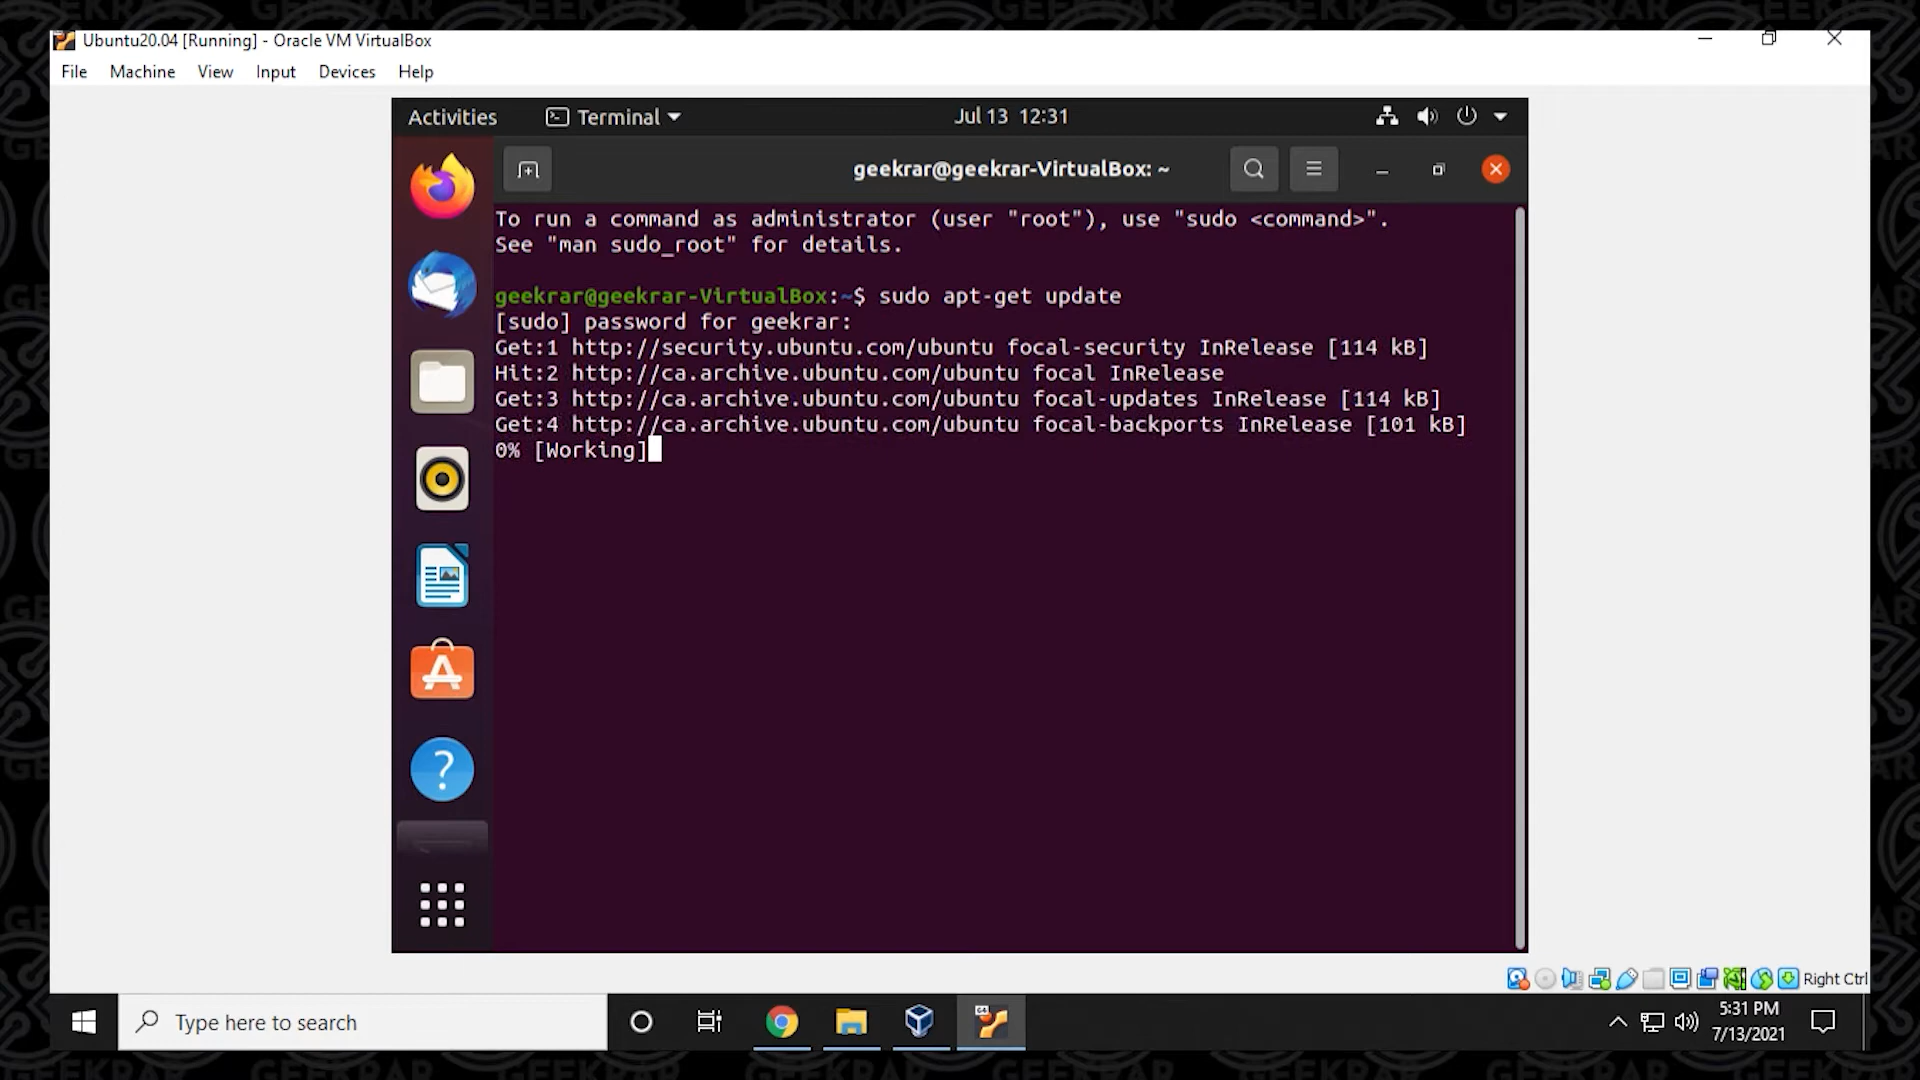 Ubuntu20.04 [Running] - Oracle VM VirtualBox
File Machine View Input Devices Help
Activities Terminal Jul 13 12:31
geekrar@geekrar-VirtualBox: ~
To run a command as administrator (user "root"), use "sudo <command>".
See "man sudo_root" for details.
geekrar@geekrar-VirtualBox:~$ sudo apt-get update
[sudo] password for geekrar:
Get:1 http://security.ubuntu.com/ubuntu focal-security InRelease [114 kB]
Hit:2 http://ca.archive.ubuntu.com/ubuntu focal InRelease
Get:3 http://ca.archive.ubuntu.com/ubuntu focal-updates InRelease [114 kB]
Get:4 http://ca.archive.ubuntu.com/ubuntu focal-backports InRelease [101 kB]
0% [Working]
Right Ctrl
Type here to search
5:31 PM
7/13/2021